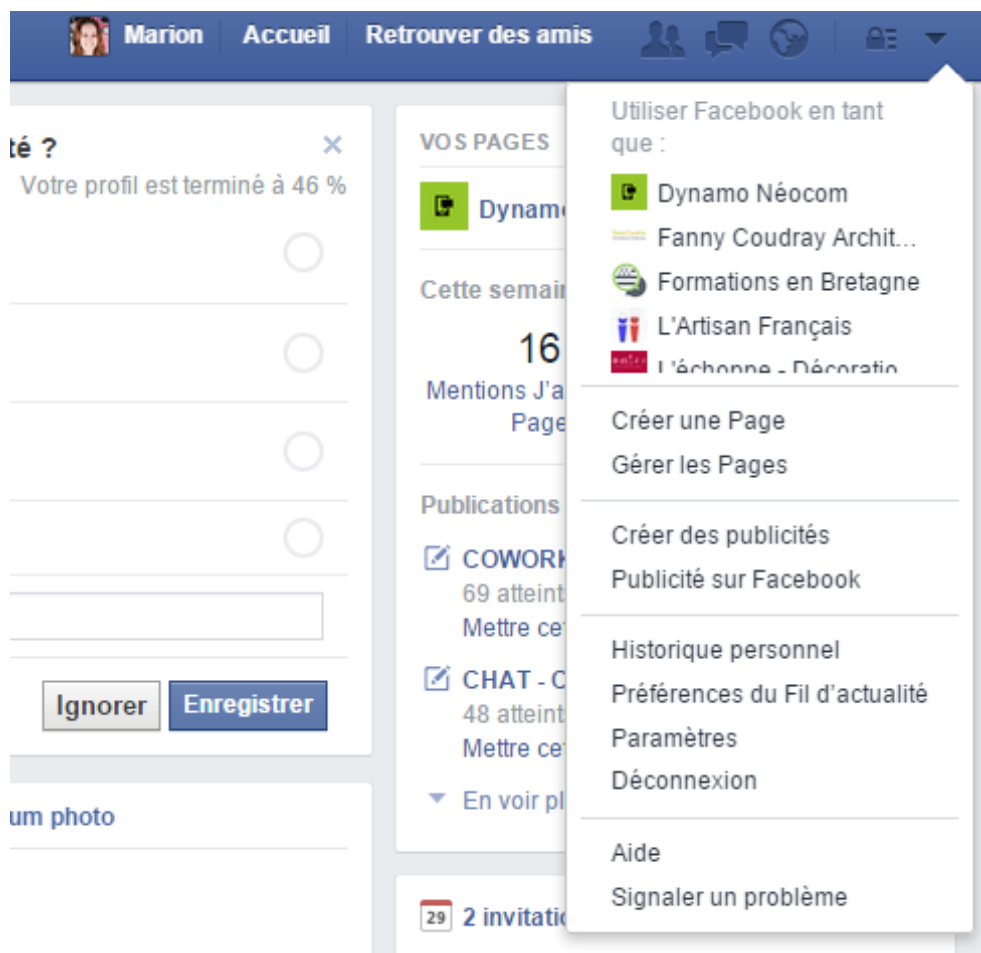 Marion Accueil Retrouver des amis
té ?
Votre profil est terminé à 46 %
Ignorer Enregistrer
um photo
VOS PAGES
Dynam
Cette semai
16
Mentions J'a
Page
Publications
COWORK
69 atteint
Mettre ce
CHAT - C
48 atteint
Mettre ce
En voir pl
29 2 invitati
Utiliser Facebook en tant
que :
Dynamo Néocom
Fanny Coudray Archit...
Formations en Bretagne
L'Artisan Français
L'échoppe - Décoratio
Créer une Page
Gérer les Pages
Créer des publicités
Publicité sur Facebook
Historique personnel
Préférences du Fil d'actualité
Paramètres
Déconnexion
Aide
Signaler un problème